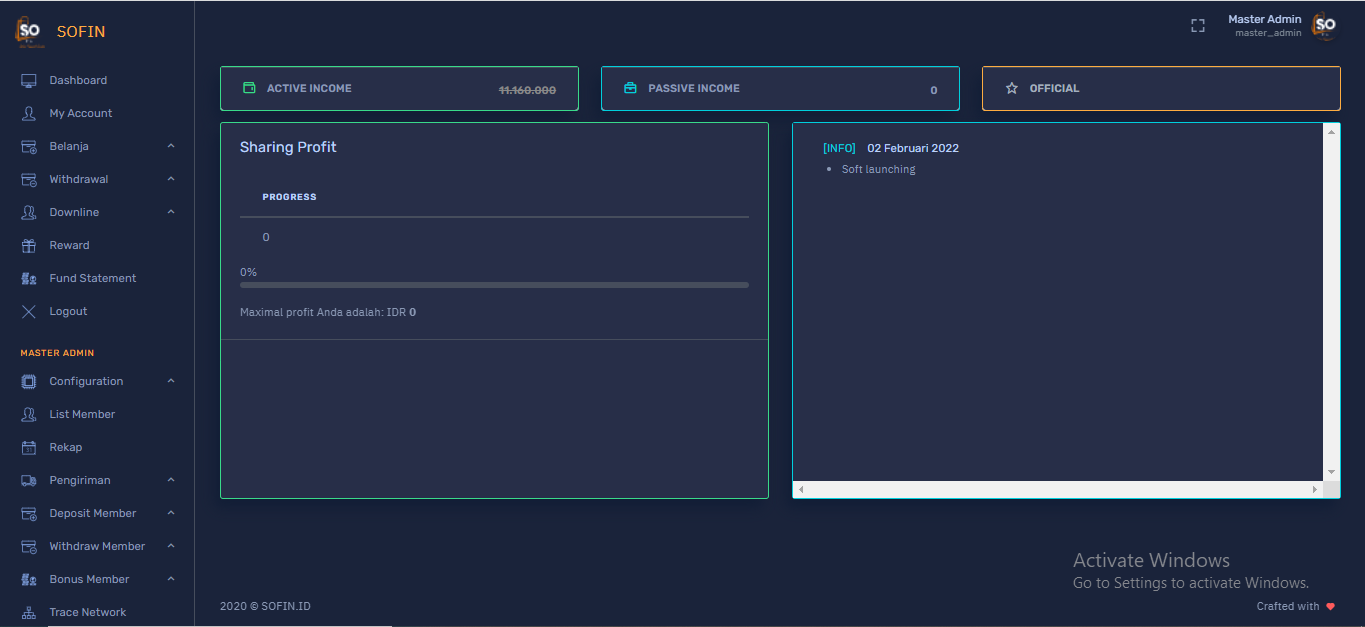 SO SOFIN
Master Admin
master_admin
SO
Dashboard
My Account
Belanja
Withdrawal
Downline
Reward
Fund Statement
Logout
MASTER ADMIN
Configuration
List Member
Rekap
Pengiriman
Deposit Member
Withdraw Member
Bonus Member
Trace Network
ACTIVE INCOME 11.160.000
PASSIVE INCOME 0
OFFICIAL
Sharing Profit
PROGRESS
0
0%
Maximal profit Anda adalah: IDR 0
[INFO] 02 Februari 2022
Soft launching
Activate Windows
Go to Settings to activate Windows.
2020 © SOFIN.ID
Crafted with